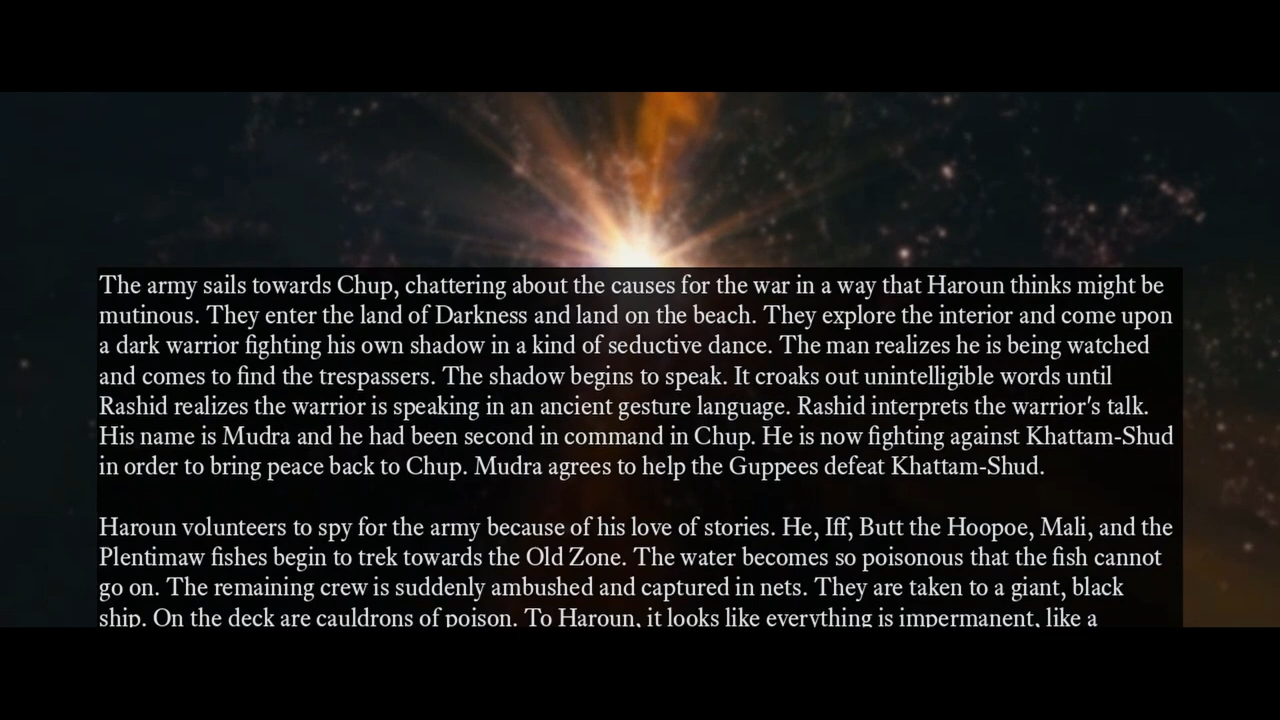 The army sails towards Chup, chattering about the causes for the war in a way that Haroun thinks might be
mutinous. They enter the land of Darkness and land on the beach. They explore the interior and come upon
a dark warrior fighting his own shadow in a kind of seductive dance. The man realizes he is being watched
and comes to find the trespassers. The shadow begins to speak. It croaks out unintelligible words until
Rashid realizes the warrior is speaking in an ancient gesture language. Rashid interprets the warrior's talk.
His name is Mudra and he had been second in command in Chup. He is now fighting against Khattam-Shud
in order to bring peace back to Chup. Mudra agrees to help the Guppees defeat Khattam-Shud.
Haroun volunteers to spy for the army because of his love of stories. He, Iff, Butt the Hoopoe, Mali, and the
Plentimaw fishes begin to trek towards the Old Zone. The water becomes so poisonous that the fish cannot
go on. The remaining crew is suddenly ambushed and captured in nets. They are taken to a giant, black
ship. On the deck are cauldrons of poison. To Haroun, it looks like everything is impermanent, like a